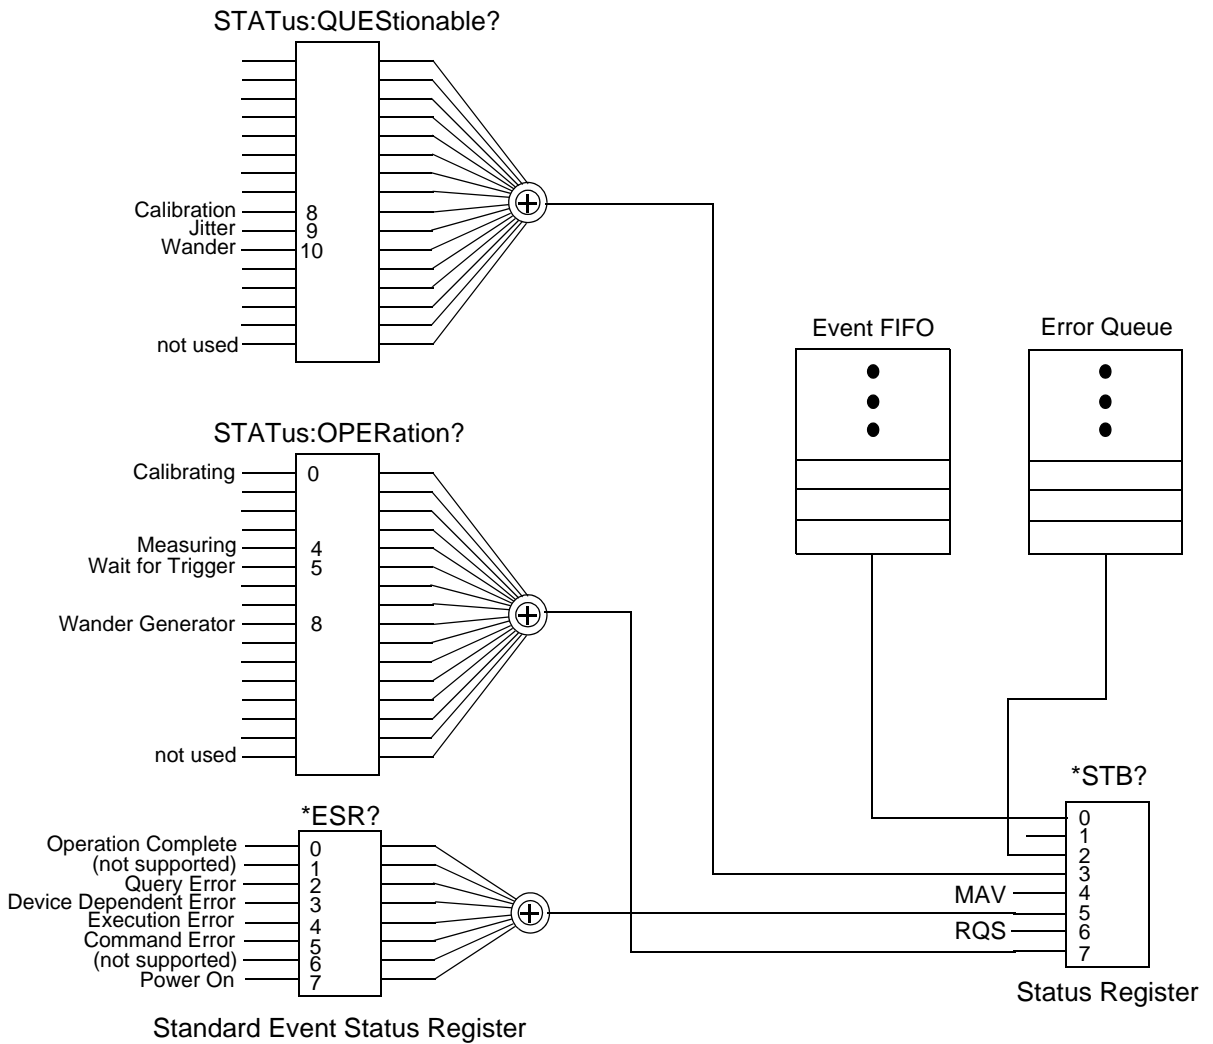 STATus:QUEStionable?
Calibration 8
Jitter 9
Wander 10
not used
Event FIFO
Error Queue
STATus:OPERation?
Calibrating 0
Measuring 4
Wait for Trigger 5
Wander Generator 8
not used
*ESR?
Operation Complete 0
(not supported) 1
Query Error 2
Device Dependent Error 3
Execution Error 4
Command Error 5
(not supported) 6
Power On 7
Standard Event Status Register
*STB?
0
1
2
3
MAV 4
5
RQS 6
7
Status Register